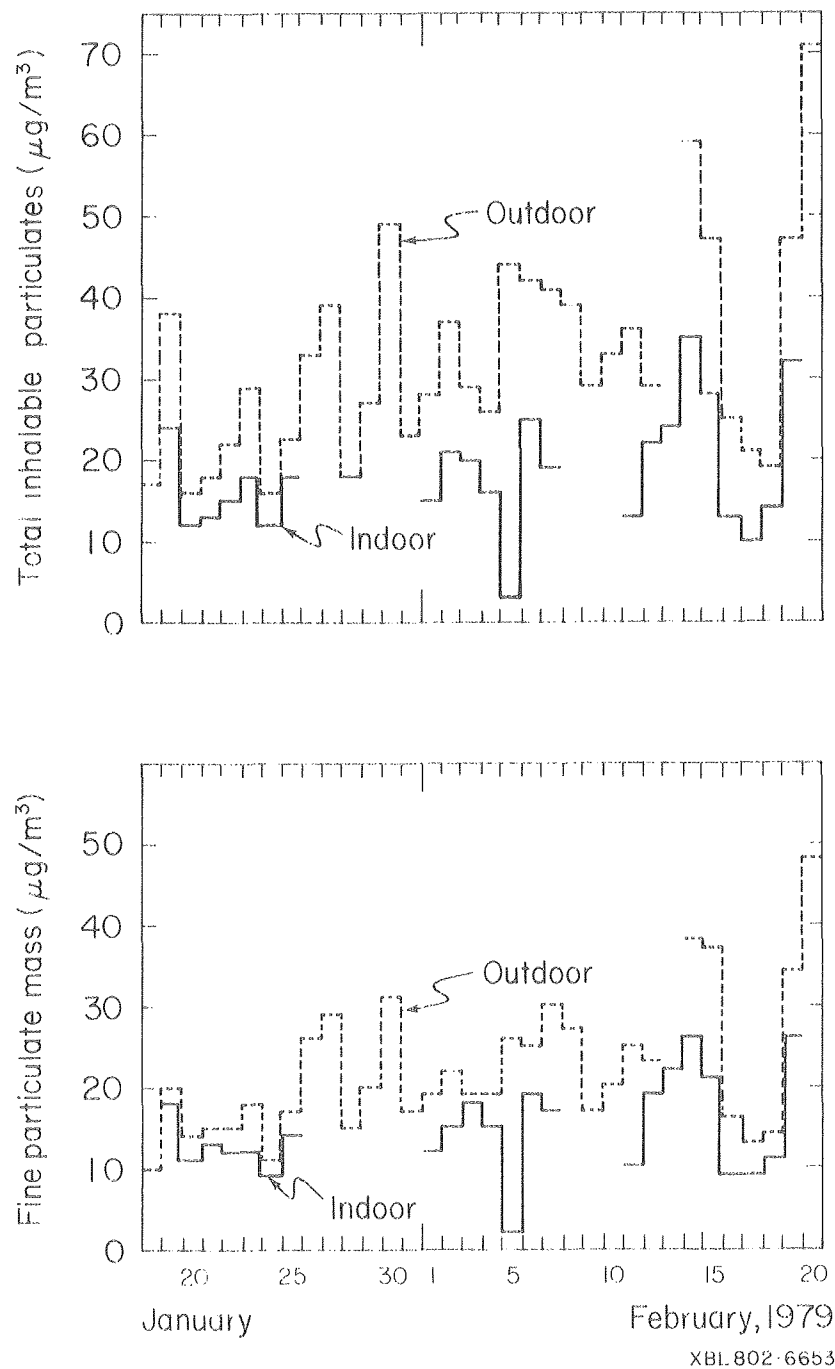 Total inhalable particulates (μg/m³)
70
60
50
40
30
20
10
0
Outdoor
Indoor
Fine particulate mass (μg/m³)
50
40
30
20
10
0
Outdoor
Indoor
20 25 30 1 5 10 15 20
January February, 1979
XBL 802-6653